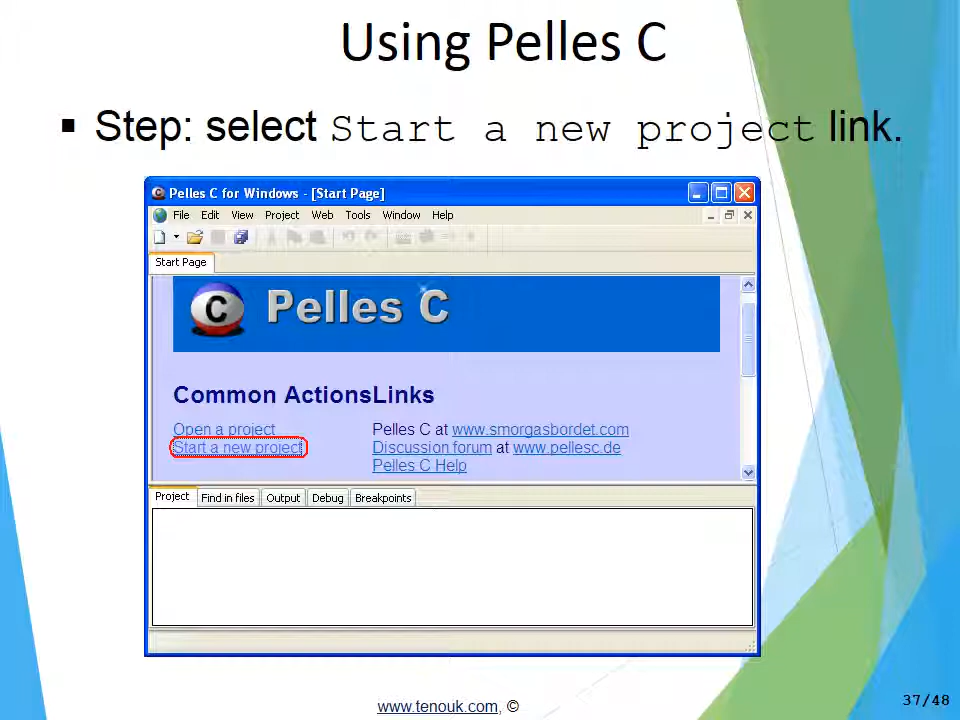 Using Pelles C
▪ Step: select Start a new project link.
Pelles C for Windows - [Start Page]
File Edit View Project Web Tools Window Help
Start Page
C Pelles C
Common Actions Links
Open a project Pelles C at www.smorgasbordet.com
Start a new project Discussion forum at www.pellesc.de
Pelles C Help
Project Find in files Output Debug Breakpoints
www.tenouk.com, ©
37/48